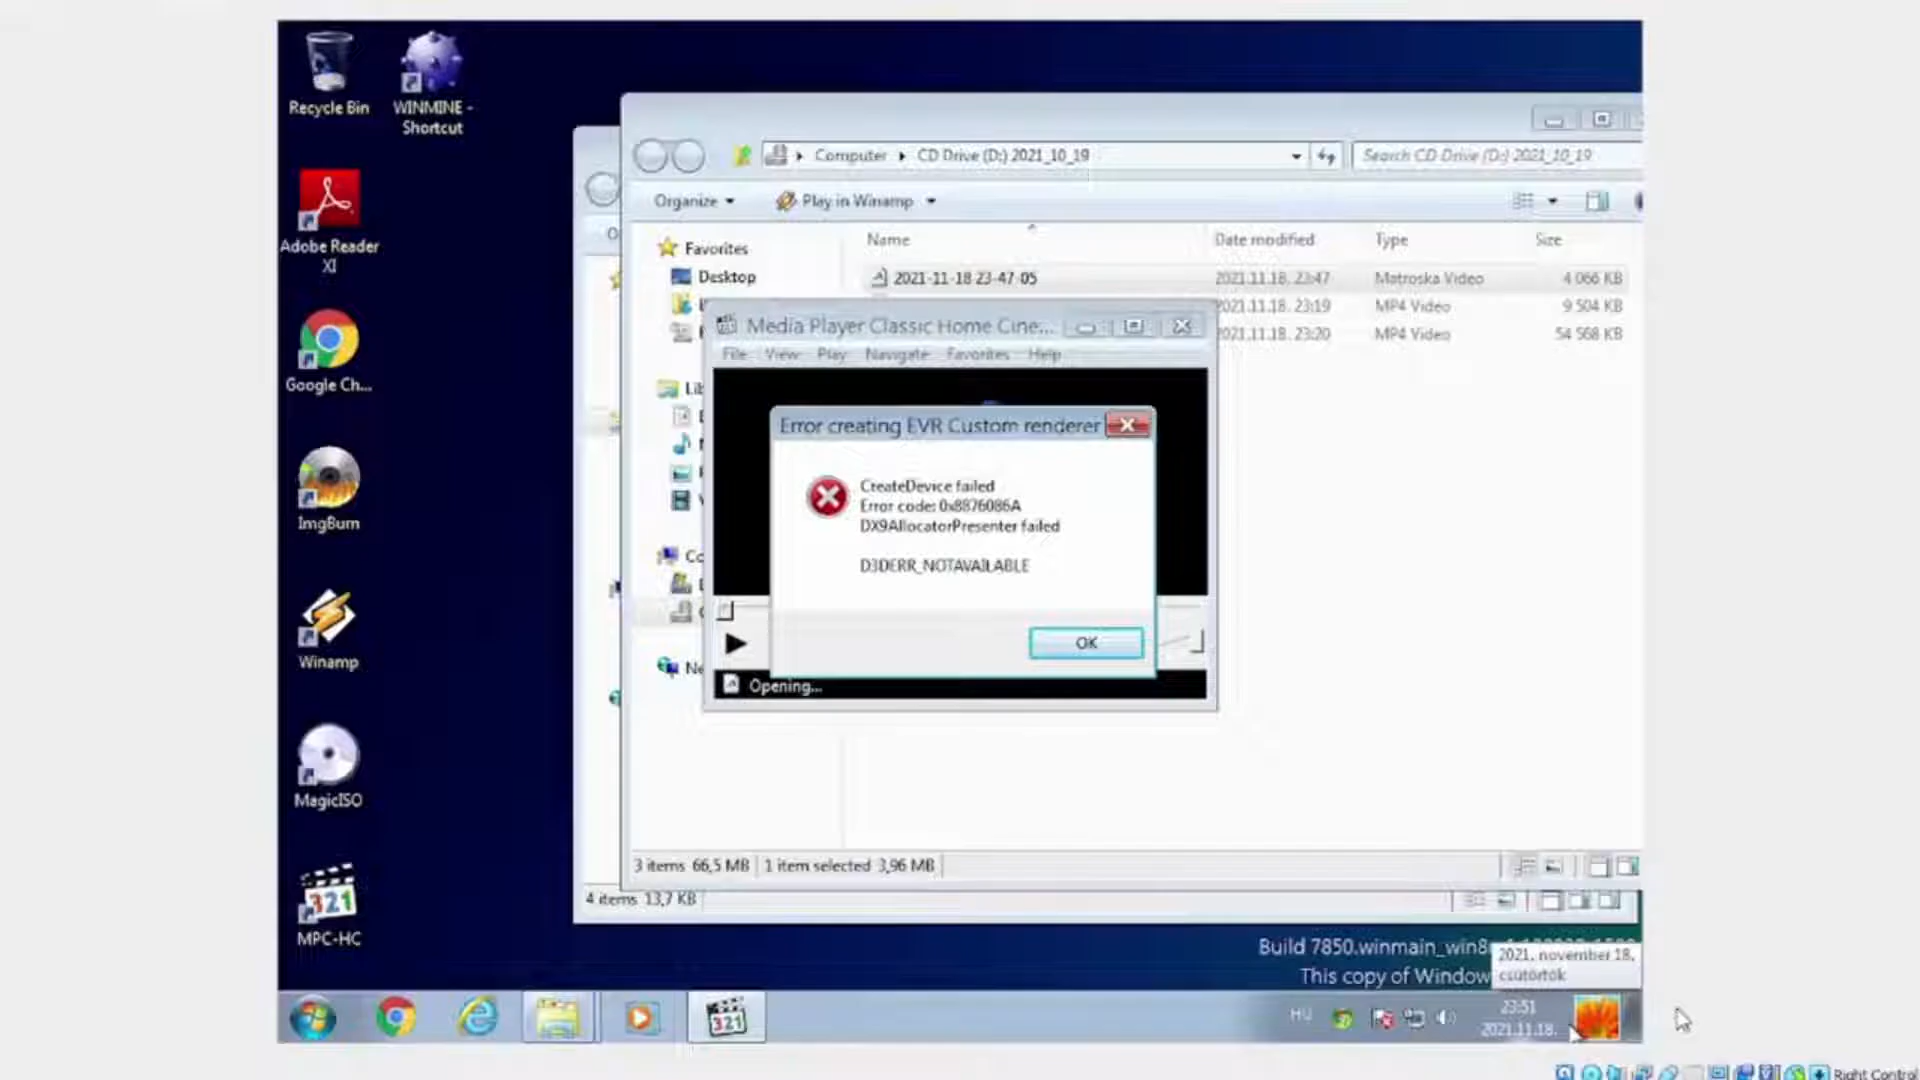 Recycle Bin
WINMINE - Shortcut
Adobe Reader XI
Google Ch...
ImgBurn
Winamp
MagicISO
MPC-HC
Computer
CD Drive (D:) 2021_10_19
Search CD Drive (D:) 2021_10_19
Organize
Play in Winamp
Favorites
Desktop
Name
Date modified
Type
Size
2021-11-18 23-47-05
2021.11.18. 23:47
Matroska Video
4 066 KB
2021.11.18. 23:19
MP4 Video
9 504 KB
2021.11.18. 23:20
MP4 Video
54 568 KB
Media Player Classic Home Cine...
File View Play Navigate Favorites Help
Error creating EVR Custom renderer
CreateDevice failed
Error code: 0x8876086A
DX9AllocatorPresenter failed
D3DERR_NOTAVAILABLE
OK
Opening...
3 items 66,5 MB
1 item selected 3,96 MB
4 items 13,7 KB
Build 7850.winmain_win8
This copy of Window
2021. november 18.
csütörtök
HU
23:51
2021.11.18.
321
Right Control